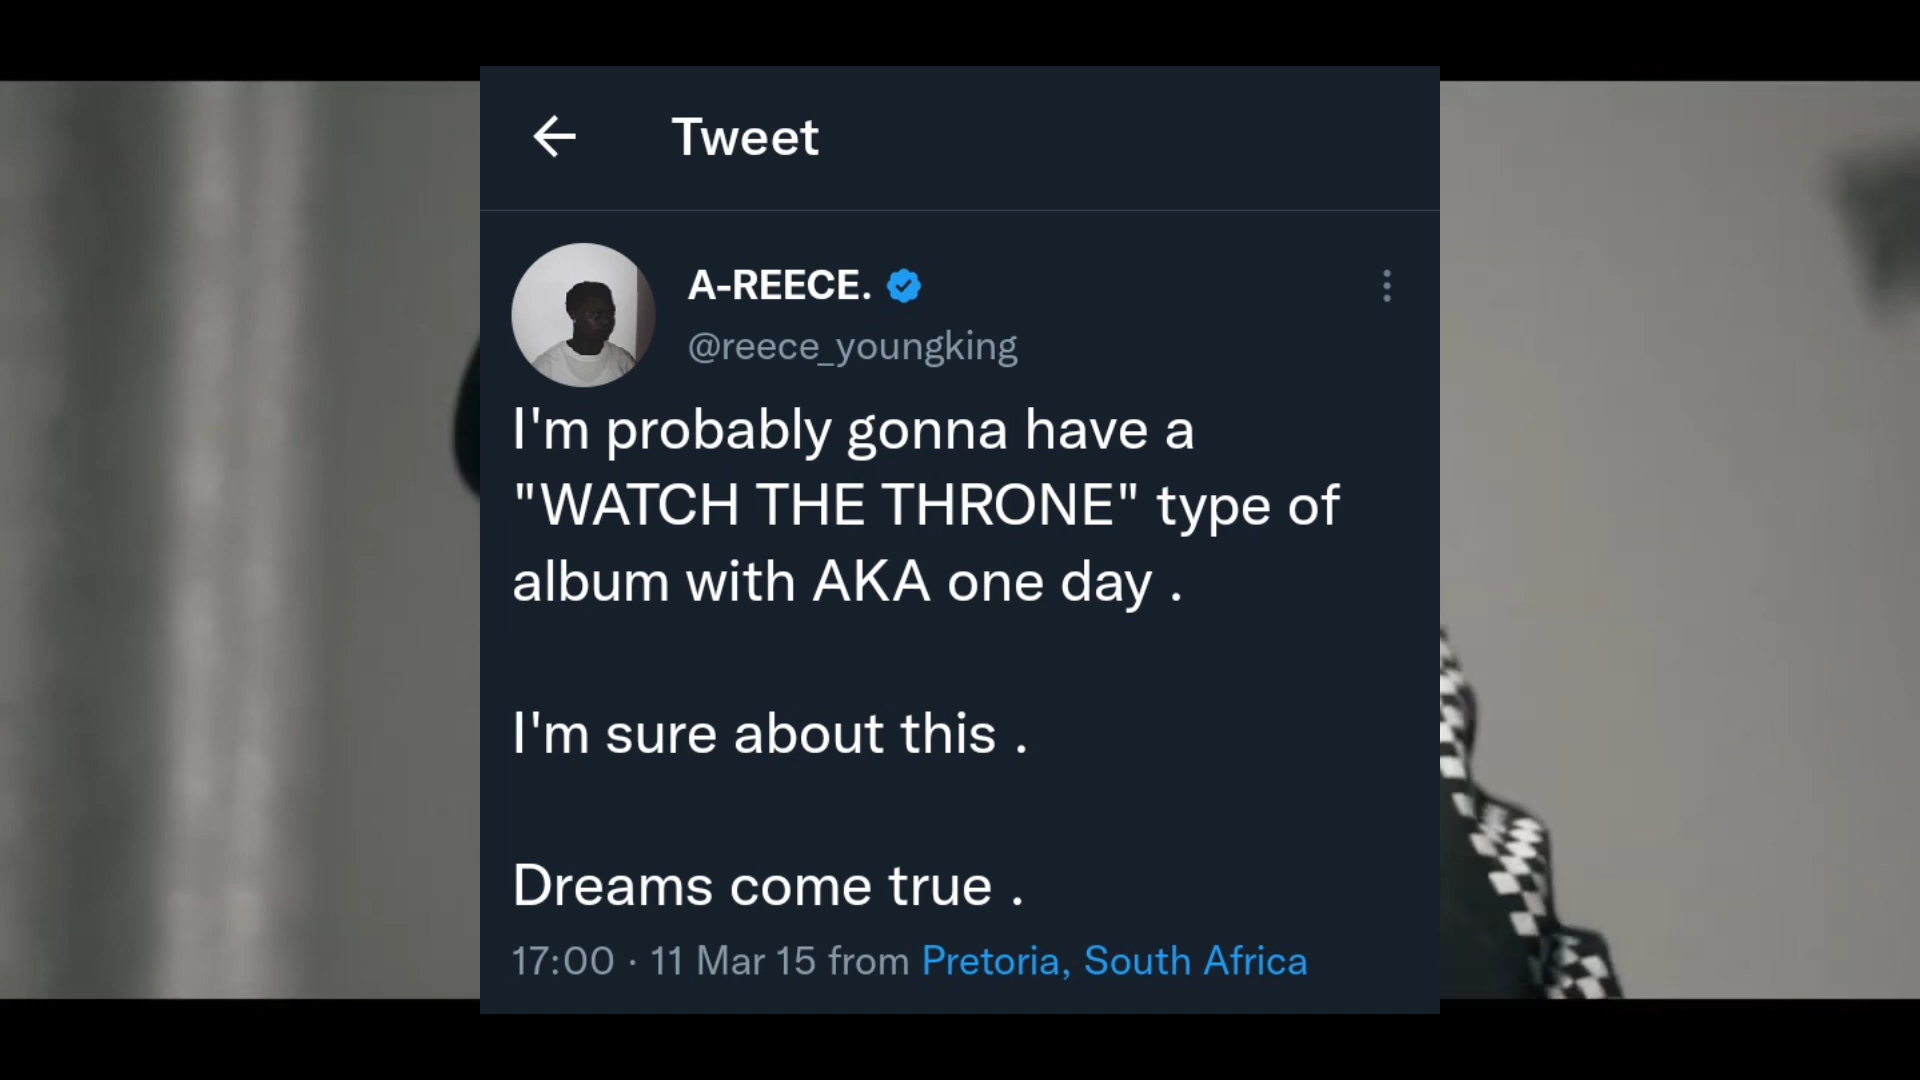 Tweet
A-REECE.
@reece_youngking
I'm probably gonna have a
"WATCH THE THRONE" type of
album with AKA one day .
I'm sure about this .
Dreams come true .
17:00 · 11 Mar 15 from Pretoria, South Africa